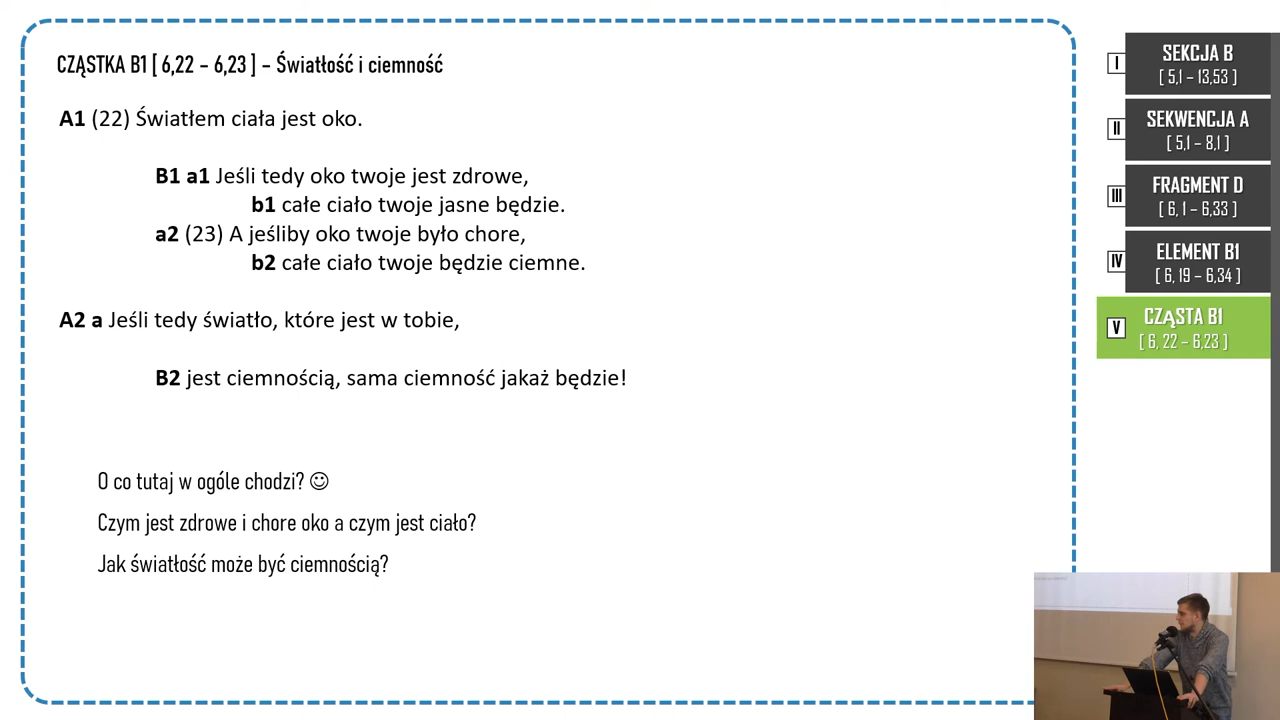 CZĄSTKA B1 [ 6,22 – 6,23 ] – Światłość i ciemność
A1 (22) Światłem ciała jest oko.
B1 a1 Jeśli tedy oko twoje jest zdrowe,
b1 całe ciało twoje jasne będzie.
a2 (23) A jeśliby oko twoje było chore,
b2 całe ciało twoje będzie ciemne.
A2 a Jeśli tedy światło, które jest w tobie,
B2 jest ciemnością, sama ciemność jakaż będzie!
O co tutaj w ogóle chodzi? ☺
Czym jest zdrowe i chore oko a czym jest ciało?
Jak światłość może być ciemnością?
I
SEKCJA B
[ 5,1 – 13,53 ]
II
SEKWENCJA A
[ 5,1 – 8,1 ]
III
FRAGMENT D
[ 6, 1 – 6,33 ]
IV
ELEMENT B1
[ 6, 19 – 6,34 ]
V
CZĄSTA B1
[ 6, 22 – 6,23 ]